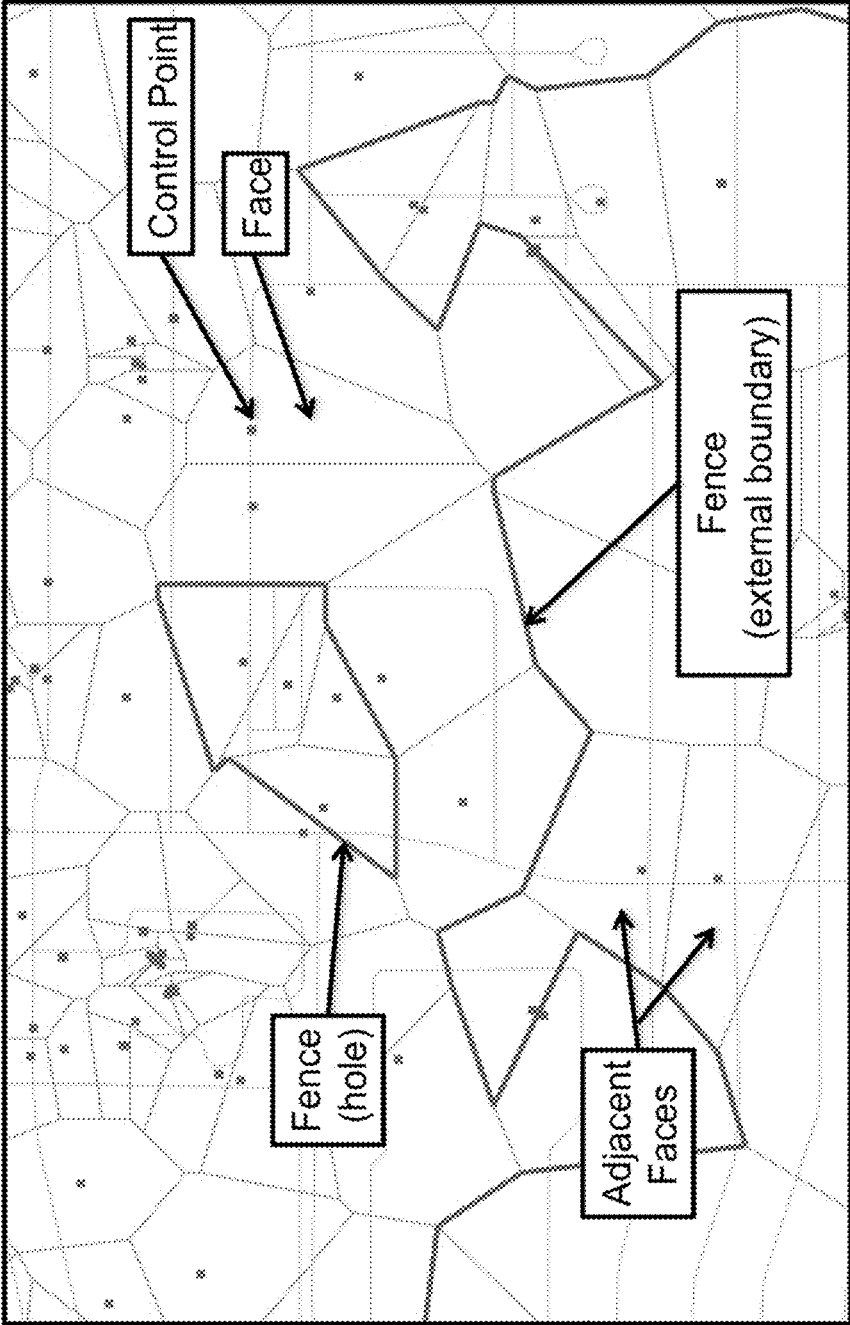 Control Point
Face
Fence
(external boundary)
Fence
(hole)
Adjacent
Faces